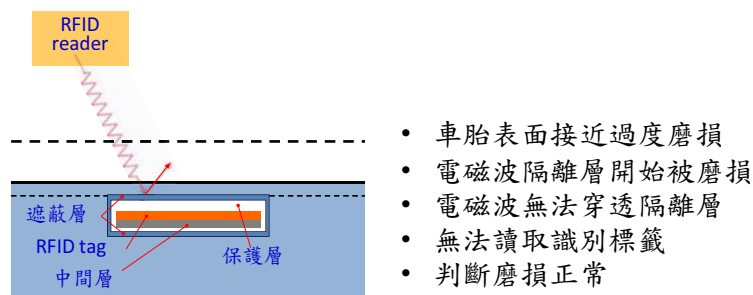 RFID
reader
遮蔽層
RFID tag
中間層
保護層
• 車胎表面接近過度磨損
• 電磁波隔離層開始被磨損
• 電磁波無法穿透隔離層
• 無法讀取識別標籤
• 判斷磨損正常